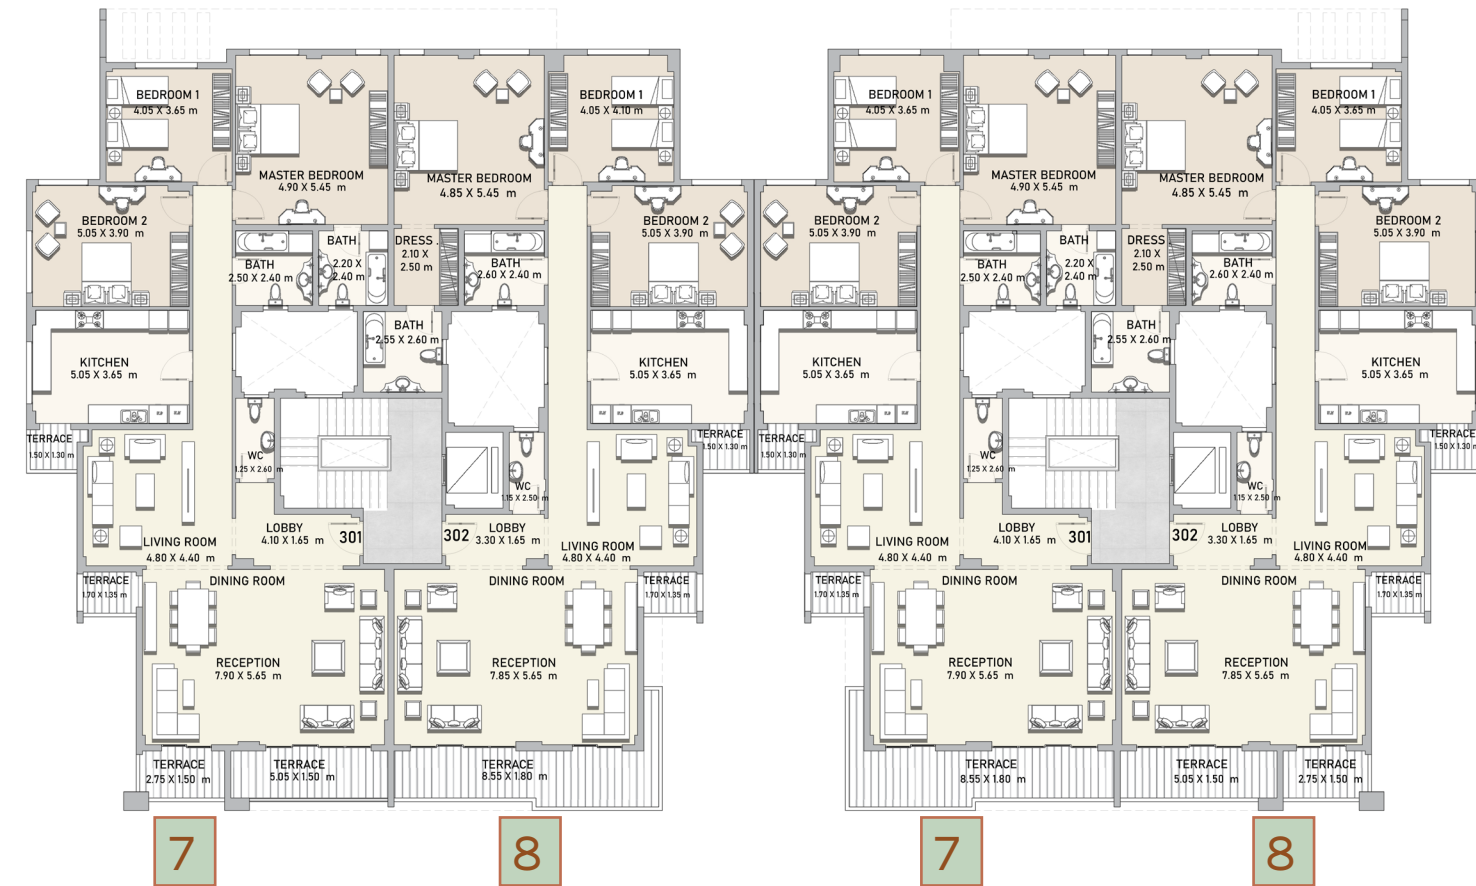 BEDROOM 1
4.05 X 3.65 m
MASTER BEDROOM
4.90 X 5.45 m
MASTER BEDROOM
4.85 X 5.45 m
BEDROOM 1
4.05 X 4.10 m
BEDROOM 2
5.05 X 3.90 m
BATH
2.50 X 2.40 m
BATH
2.20 X
2.40 m
DRESS .
2.10 X
2.50 m
BATH
2.60 X 2.40 m
BEDROOM 2
5.05 X 3.90 m
KITCHEN
5.05 X 3.65 m
BATH
2.55 X 2.60 m
KITCHEN
5.05 X 3.65 m
TERRACE
1.50 X 1.30 m
WC
1.25 X 2.60 m
WC
1.15 X 2.50 m
TERRACE
1.50 X 1.30 m
LIVING ROOM
4.80 X 4.40 m
LOBBY
4.10 X 1.65 m
301
302
LOBBY
3.30 X 1.65 m
LIVING ROOM
4.80 X 4.40 m
TERRACE
1.70 X 1.35 m
DINING ROOM
DINING ROOM
TERRACE
1.70 X 1.35 m
RECEPTION
7.90 X 5.65 m
RECEPTION
7.85 X 5.65 m
TERRACE
2.75 X 1.50 m
TERRACE
5.05 X 1.50 m
TERRACE
8.55 X 1.80 m
7
8
BEDROOM 1
4.05 X 3.65 m
MASTER BEDROOM
4.90 X 5.45 m
MASTER BEDROOM
4.85 X 5.45 m
BEDROOM 1
4.05 X 3.65 m
BEDROOM 2
5.05 X 3.90 m
BATH
2.50 X 2.40 m
BATH
2.20 X
2.40 m
DRESS .
2.10 X
2.50 m
BATH
2.60 X 2.40 m
BEDROOM 2
5.05 X 3.90 m
KITCHEN
5.05 X 3.65 m
BATH
2.55 X 2.60 m
KITCHEN
5.05 X 3.65 m
TERRACE
1.50 X 1.30 m
WC
1.25 X 2.60 m
WC
1.15 X 2.50 m
TERRACE
1.50 X 1.30 m
LIVING ROOM
4.80 X 4.40 m
LOBBY
4.10 X 1.65 m
301
302
LOBBY
3.30 X 1.65 m
LIVING ROOM
4.80 X 4.40 m
TERRACE
1.70 X 1.35 m
DINING ROOM
DINING ROOM
TERRACE
1.70 X 1.35 m
RECEPTION
7.90 X 5.65 m
RECEPTION
7.85 X 5.65 m
TERRACE
8.55 X 1.80 m
TERRACE
5.05 X 1.50 m
TERRACE
2.75 X 1.50 m
7
8